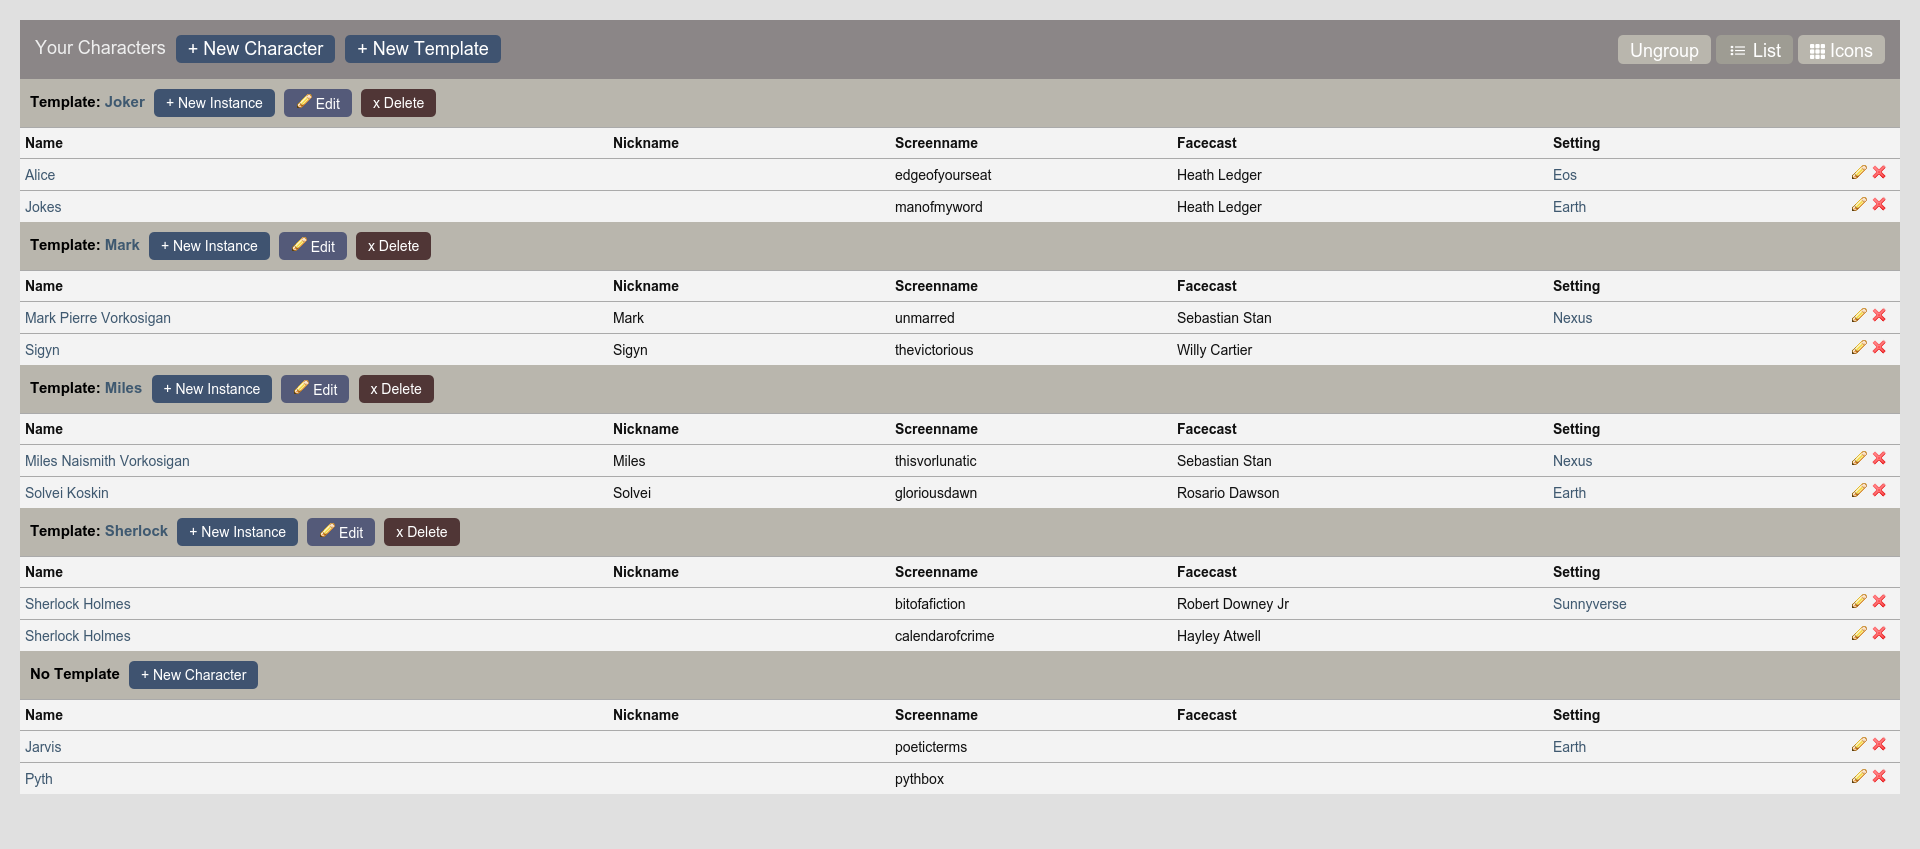 Your Characters + New Character + New Template Ungroup List Icons
Template: Joker + New Instance Edit x Delete
Name Nickname Screenname Facecast Setting
Alice edgeofyourseat Heath Ledger Eos
Jokes manofmyword Heath Ledger Earth
Template: Mark + New Instance Edit x Delete
Name Nickname Screenname Facecast Setting
Mark Pierre Vorkosigan Mark unmarred Sebastian Stan Nexus
Sigyn Sigyn thevictorious Willy Cartier
Template: Miles + New Instance Edit x Delete
Name Nickname Screenname Facecast Setting
Miles Naismith Vorkosigan Miles thisvorlunatic Sebastian Stan Nexus
Solvei Koskin Solvei gloriousdawn Rosario Dawson Earth
Template: Sherlock + New Instance Edit x Delete
Name Nickname Screenname Facecast Setting
Sherlock Holmes bitofafiction Robert Downey Jr Sunnyverse
Sherlock Holmes calendarofcrime Hayley Atwell
No Template + New Character
Name Nickname Screenname Facecast Setting
Jarvis poeticterms Earth
Pyth pythbox